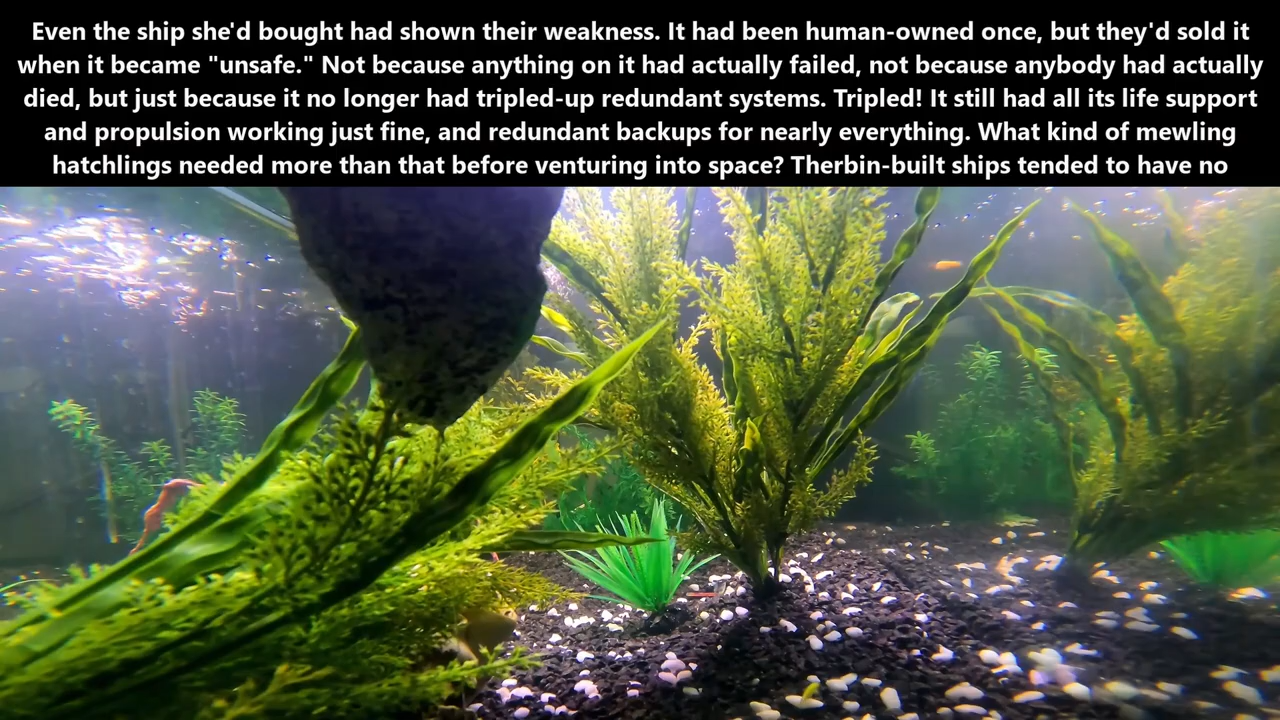 Even the ship she'd bought had shown their weakness. It had been human-owned once, but they'd sold it
when it became "unsafe." Not because anything on it had actually failed, not because anybody had actually
died, but just because it no longer had tripled-up redundant systems. Tripled! It still had all its life support
and propulsion working just fine, and redundant backups for nearly everything. What kind of mewling
hatchlings needed more than that before venturing into space? Therbin-built ships tended to have no